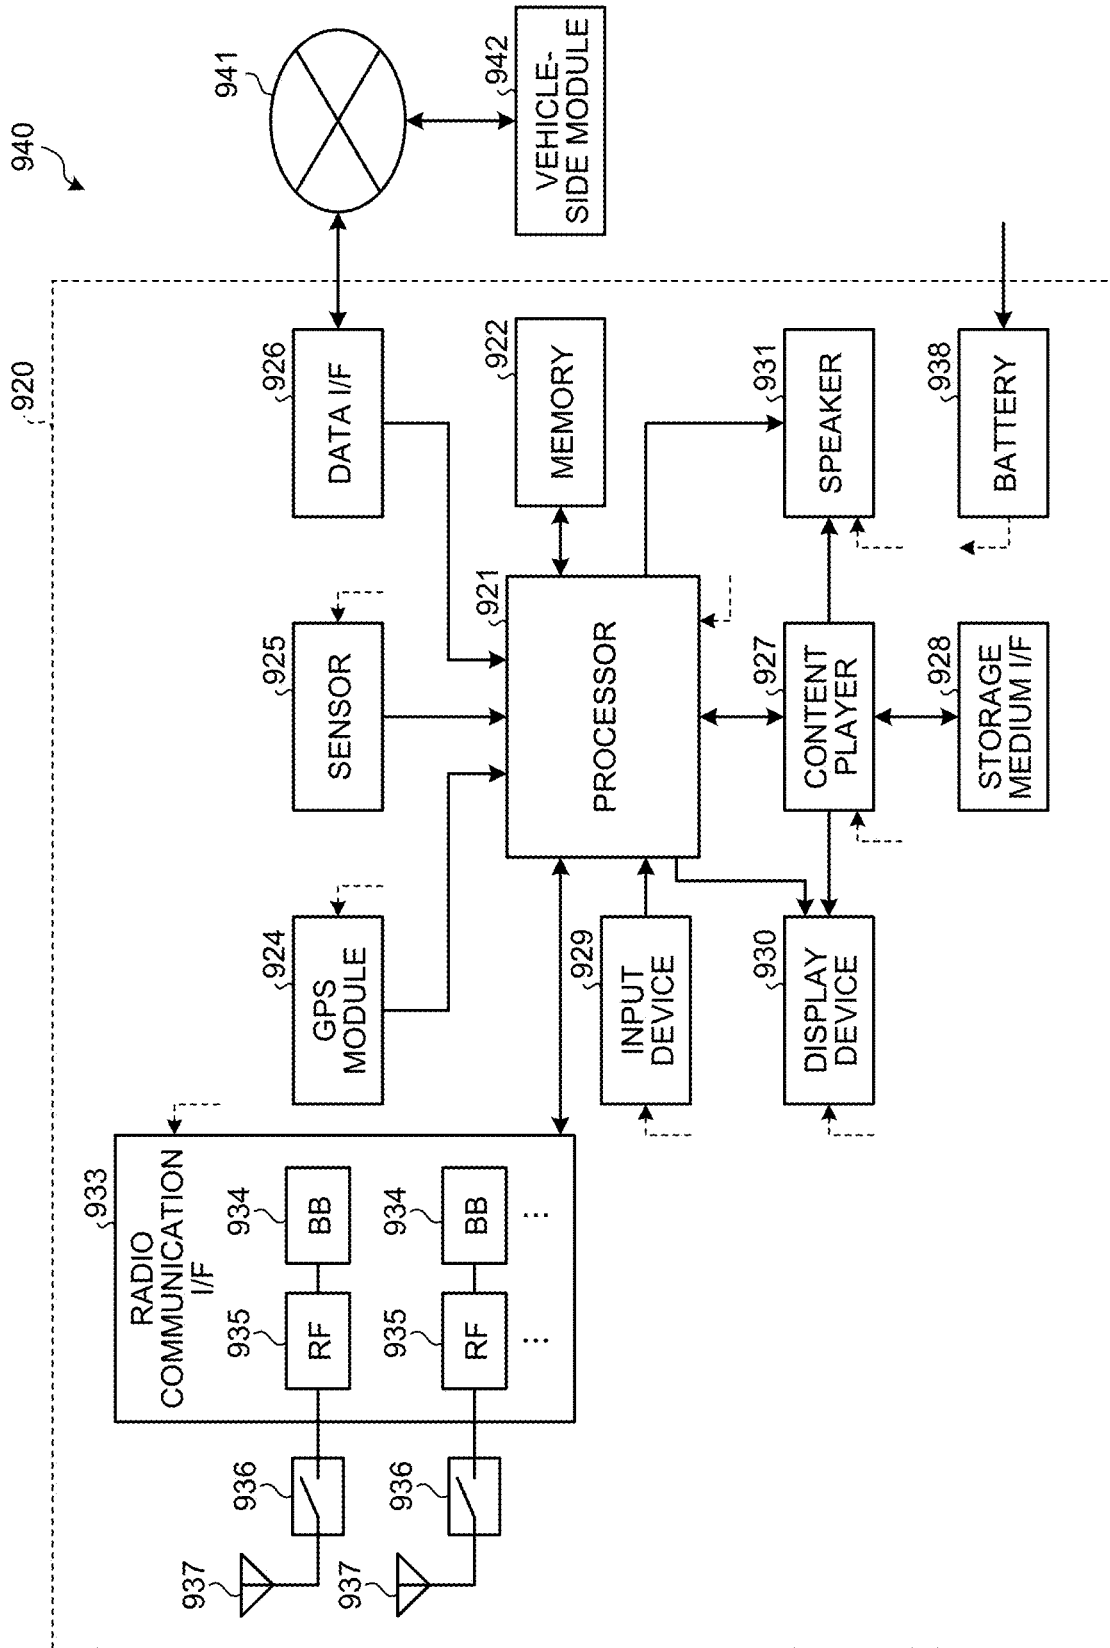 940
920
941
942
VEHICLE-
SIDE MODULE
926
DATA I/F
922
MEMORY
931
SPEAKER
938
BATTERY
925
SENSOR
921
PROCESSOR
927
CONTENT
PLAYER
928
STORAGE
MEDIUM I/F
924
GPS
MODULE
929
INPUT
DEVICE
930
DISPLAY
DEVICE
933
RADIO
COMMUNICATION
I/F
934
BB
934
BB
...
935
RF
935
RF
...
936
936
937
937